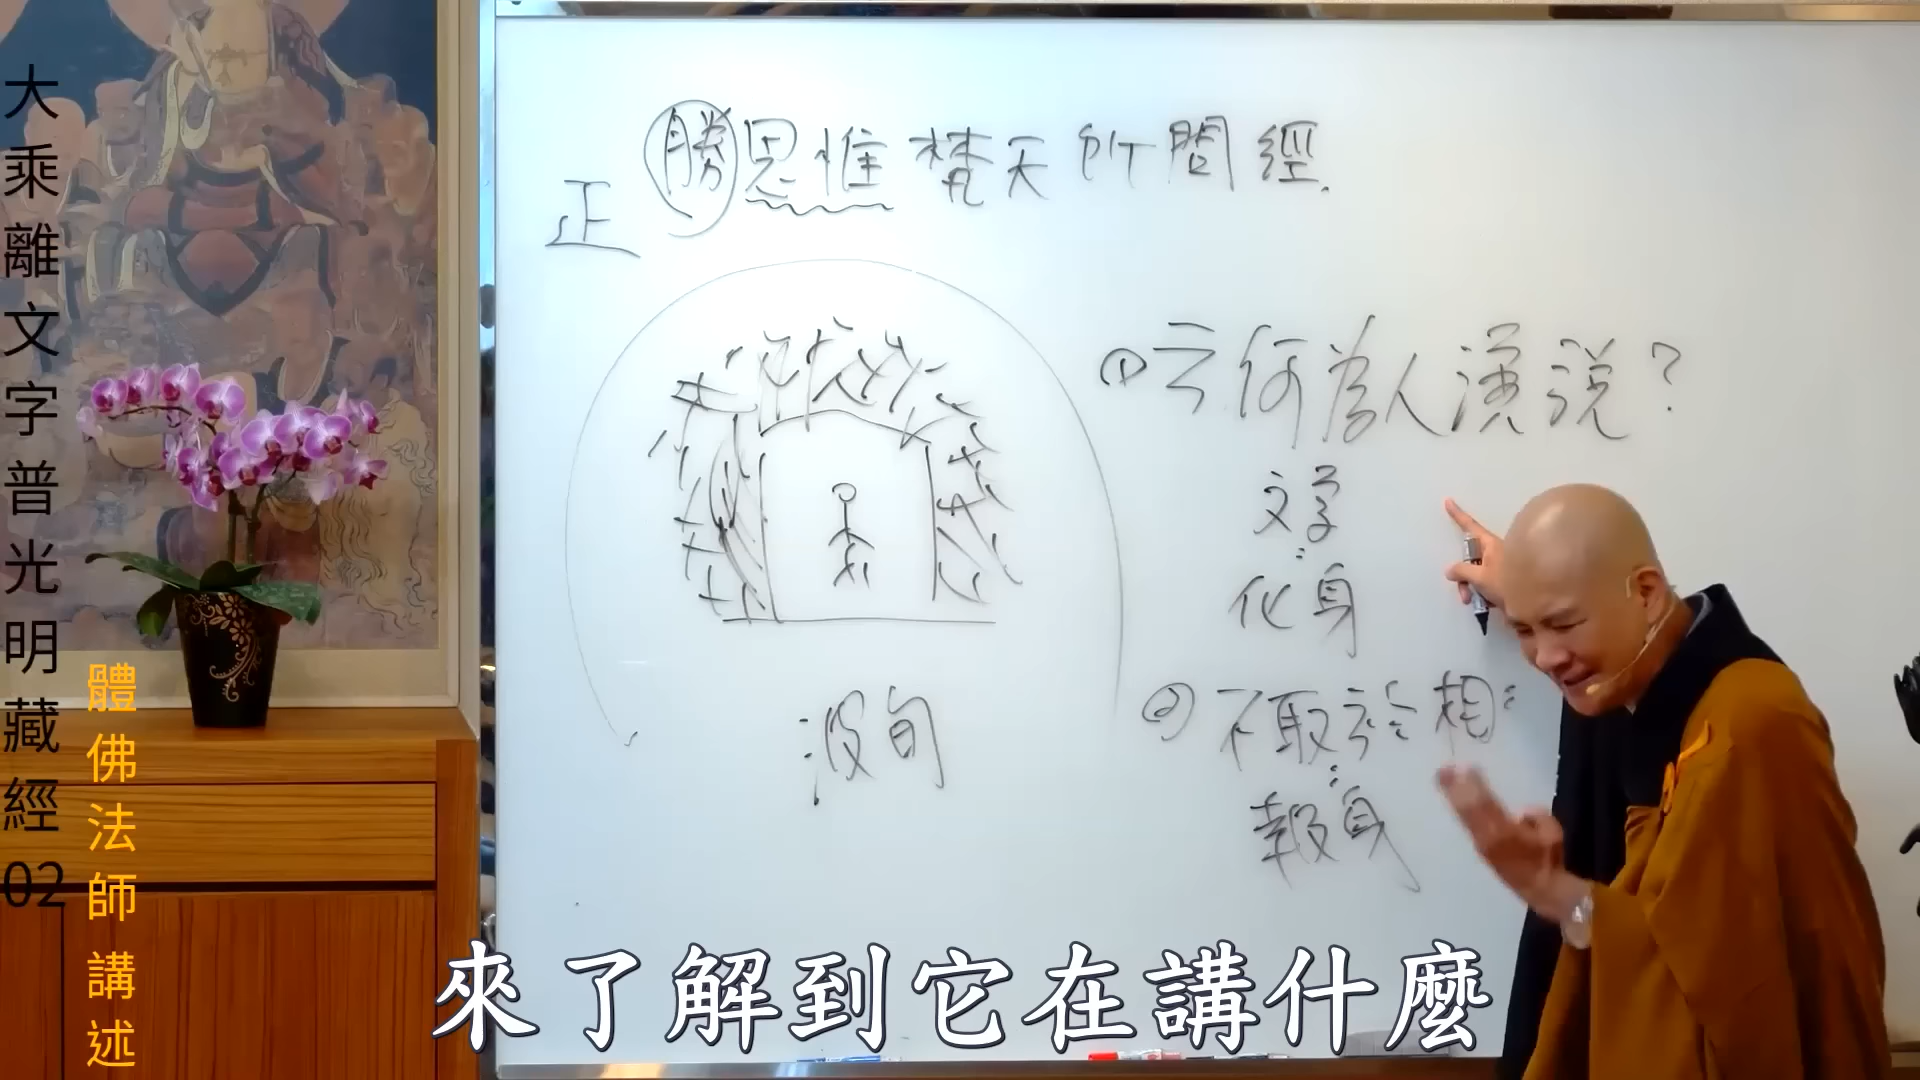 大乘離文字普光明藏經02
體佛法師講述
勝思惟梵天所問經
正
①云何為人演說？
文字
化身
②不取於相
報身
波旬
來了解到它在講什麼